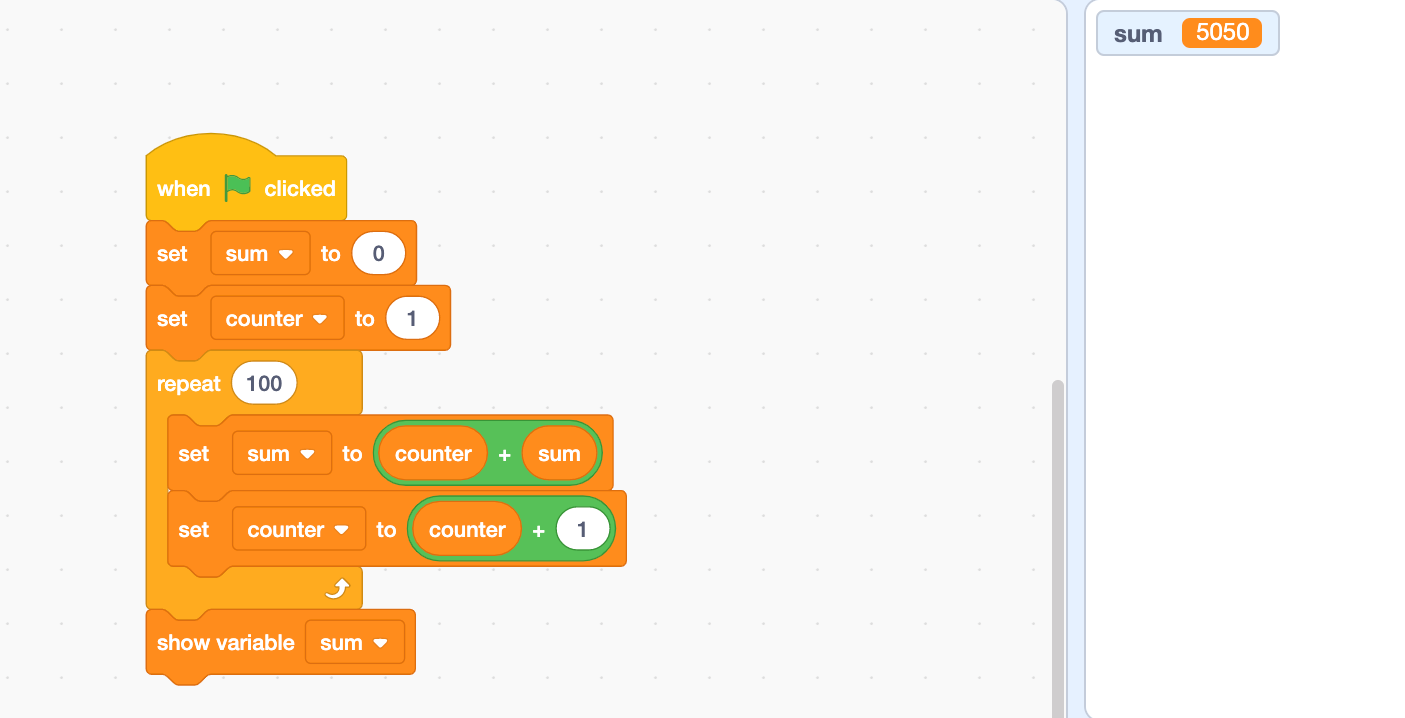 sum 5050
when clicked
set sum to 0
set counter to 1
repeat 100
set sum to counter + sum
set counter to counter + 1
show variable sum